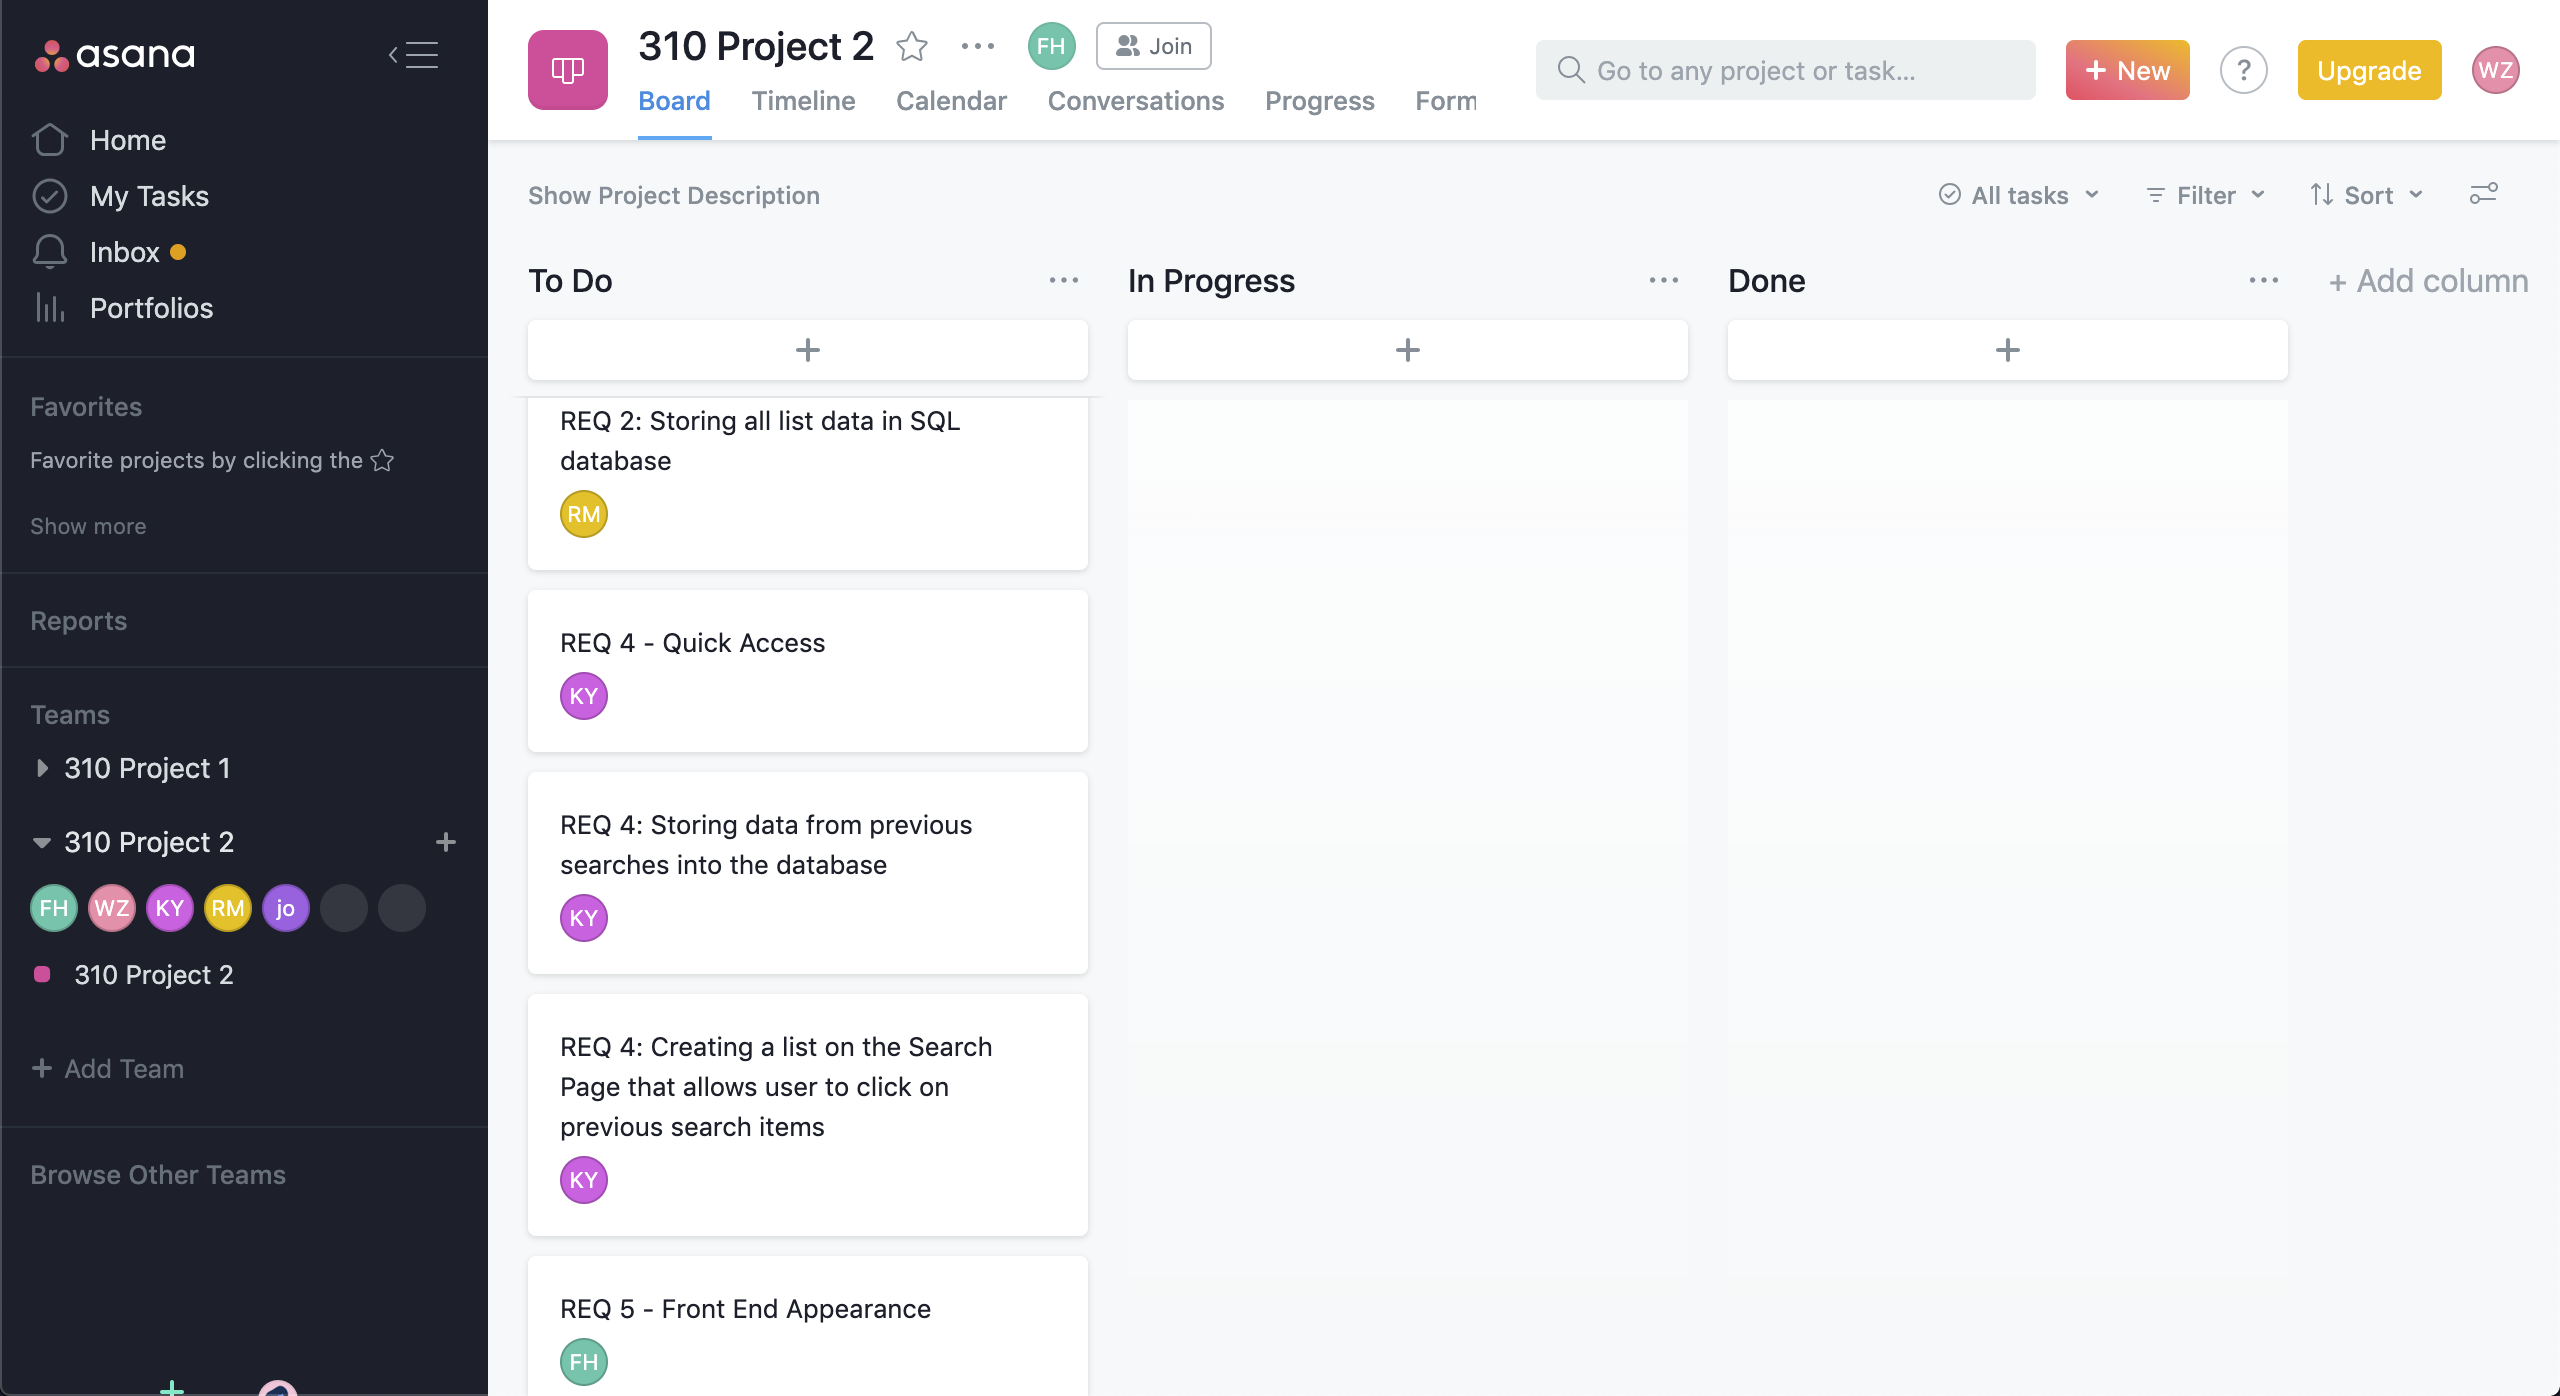 asana
Home
My Tasks
Inbox
Portfolios
Favorites
Favorite projects by clicking the
Show more
Reports
Teams
310 Project 1
310 Project 2
FH WZ KY RM jo
310 Project 2
+ Add Team
Browse Other Teams
310 Project 2
FH
Join
Board Timeline Calendar Conversations Progress Form
Go to any project or task...
+ New
?
Upgrade
WZ
Show Project Description
All tasks
Filter
Sort
To Do
REQ 2: Storing all list data in SQL
database
RM
REQ 4 - Quick Access
KY
REQ 4: Storing data from previous
searches into the database
KY
REQ 4: Creating a list on the Search
Page that allows user to click on
previous search items
KY
REQ 5 - Front End Appearance
FH
In Progress
Done
+ Add column